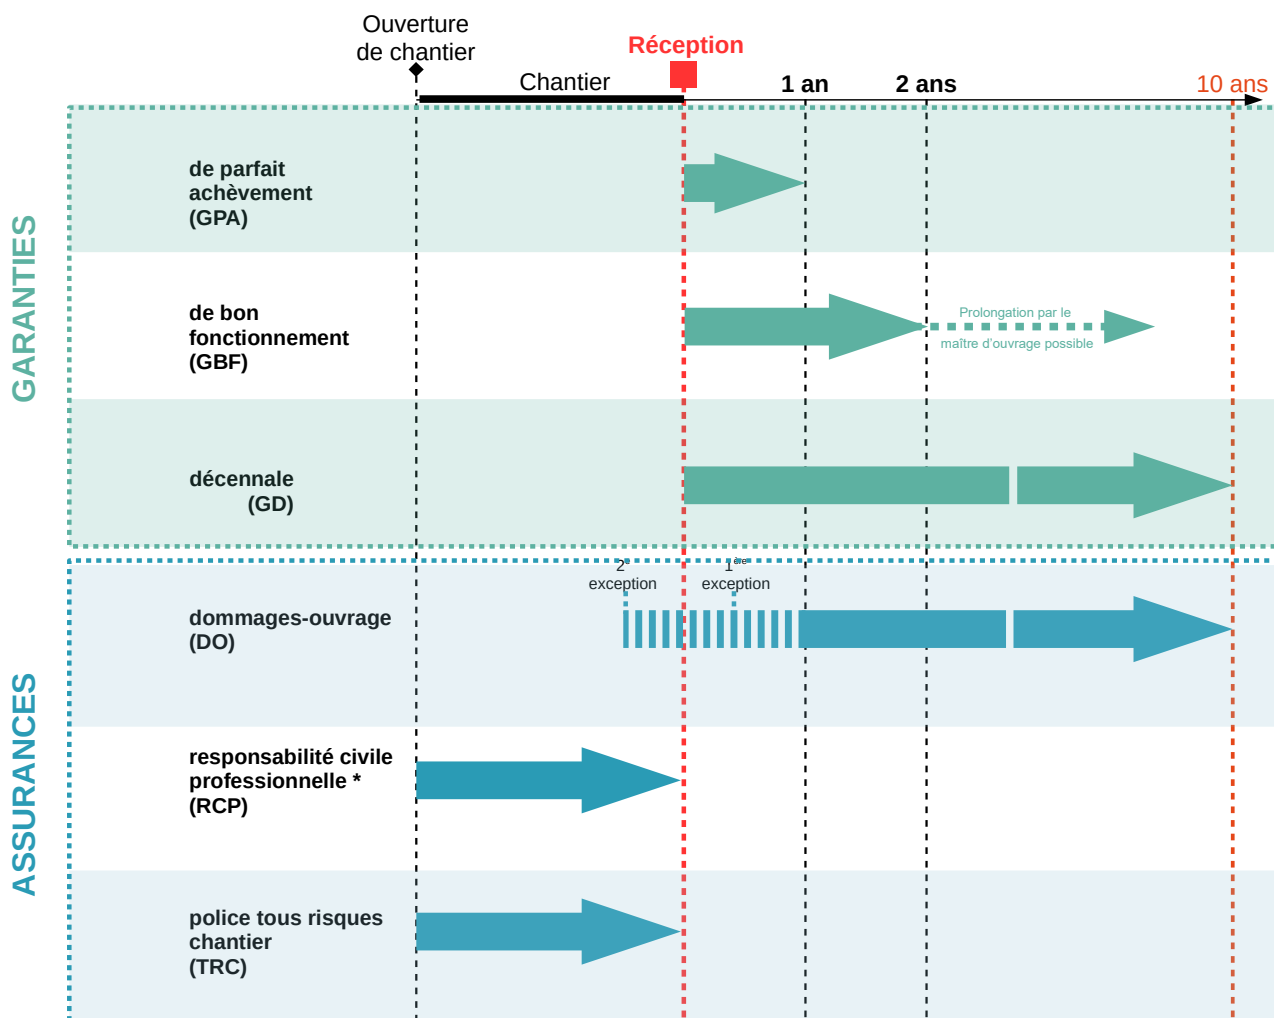 Ouverture
de chantier
Chantier
Réception
1 an
2 ans
10 ans
GARANTIES
de parfait
achèvement
(GPA)
de bon
fonctionnement
(GBF)
Prolongation par le
maître d'ouvrage possible
décennale
(GD)
ASSURANCES
2e
exception
1ère
exception
dommages-ouvrage
(DO)
responsabilité civile
professionnelle *
(RCP)
police tous risques
chantier
(TRC)